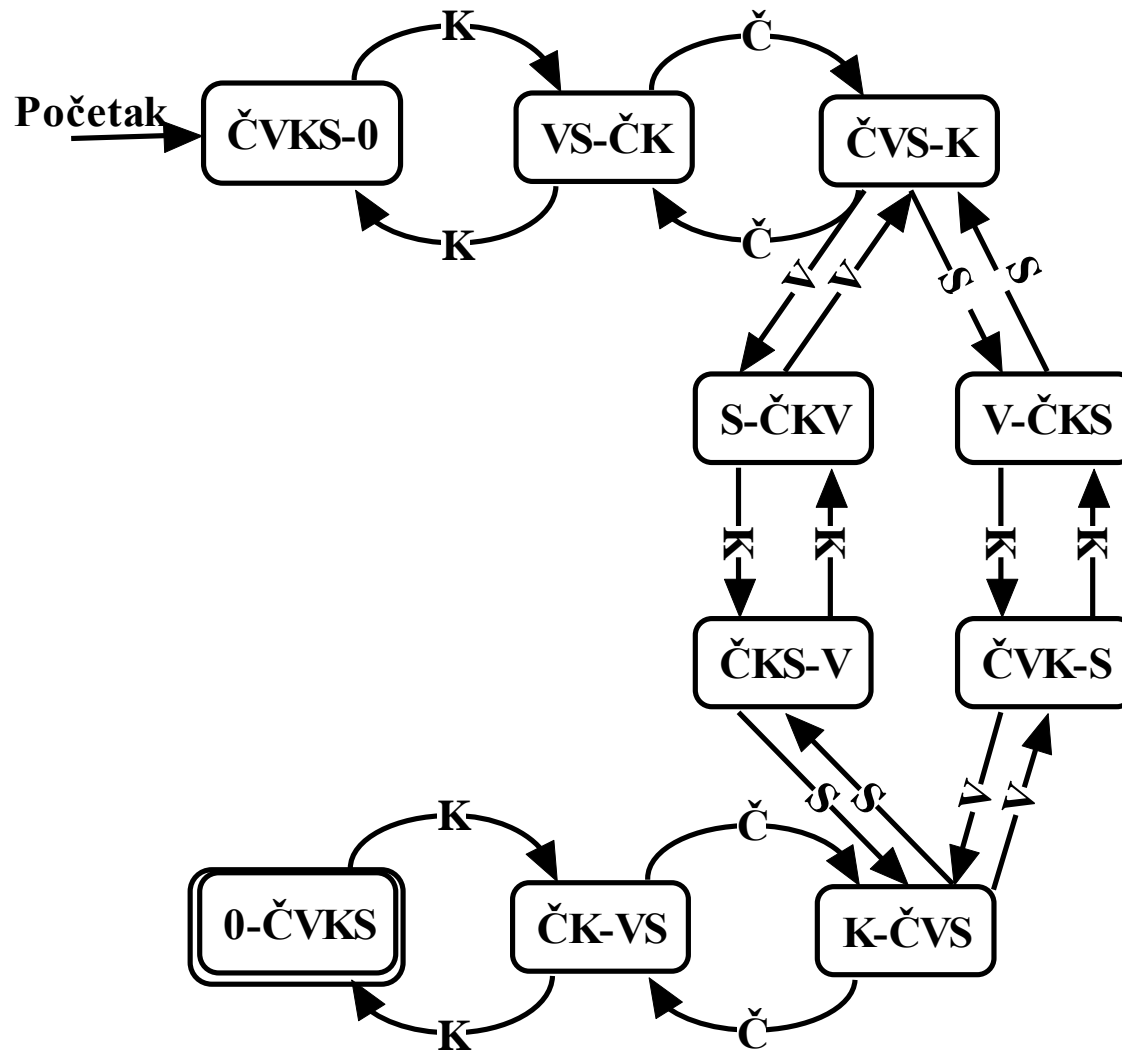 K Č
Početak
ČVKS-0 VS-ČK ČVS-K
K Č
V V S S
S-ČKV V-ČKS
K K K K
ČKS-V ČVK-S
S S V V
K Č
0-ČVKS ČK-VS K-ČVS
K Č